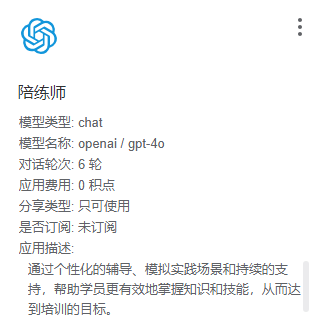 陪练师
模型类型: chat
模型名称: openai / gpt-4o
对话轮次: 6 轮
应用费用: 0 积点
分享类型: 只可使用
是否订阅: 未订阅
应用描述:
通过个性化的辅导、模拟实践场景和持续的支
持，帮助学员更有效地掌握知识和技能，从而达
到培训的目标。